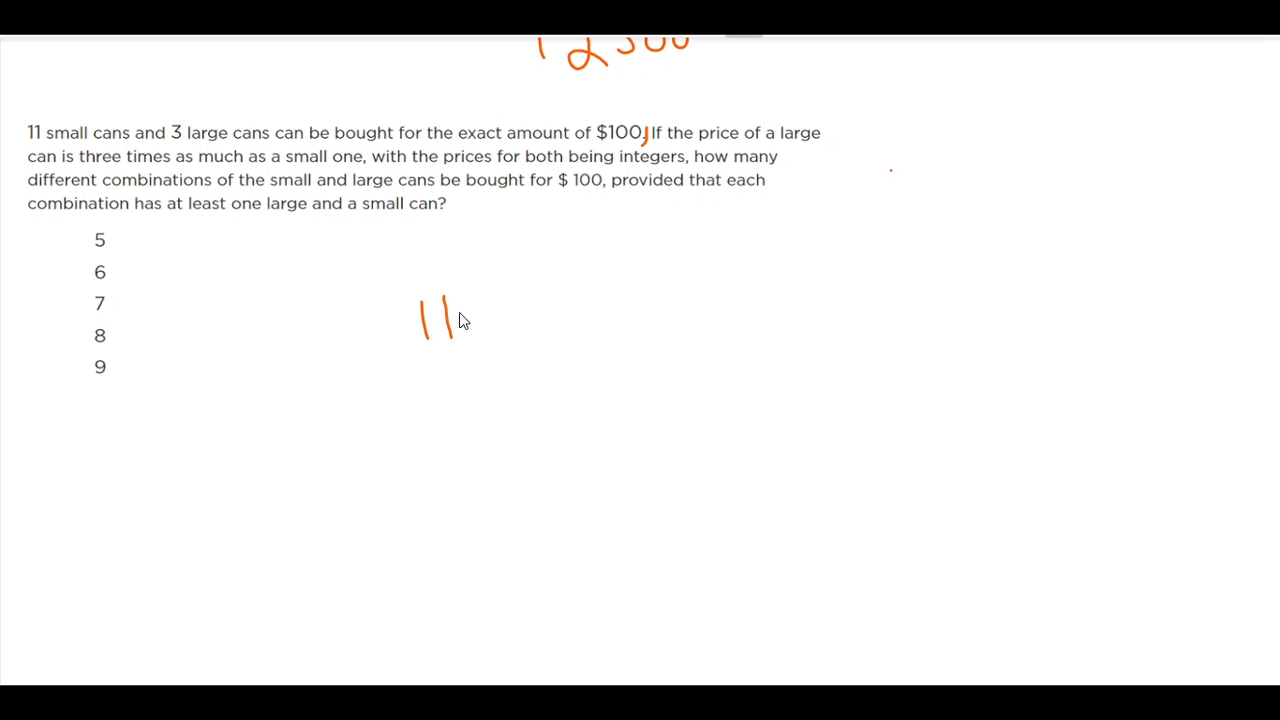 12500
11 small cans and 3 large cans can be bought for the exact amount of $100, If the price of a large
can is three times as much as a small one, with the prices for both being integers, how many
different combinations of the small and large cans be bought for $ 100, provided that each
combination has at least one large and a small can?
5
6
7
8
9
11